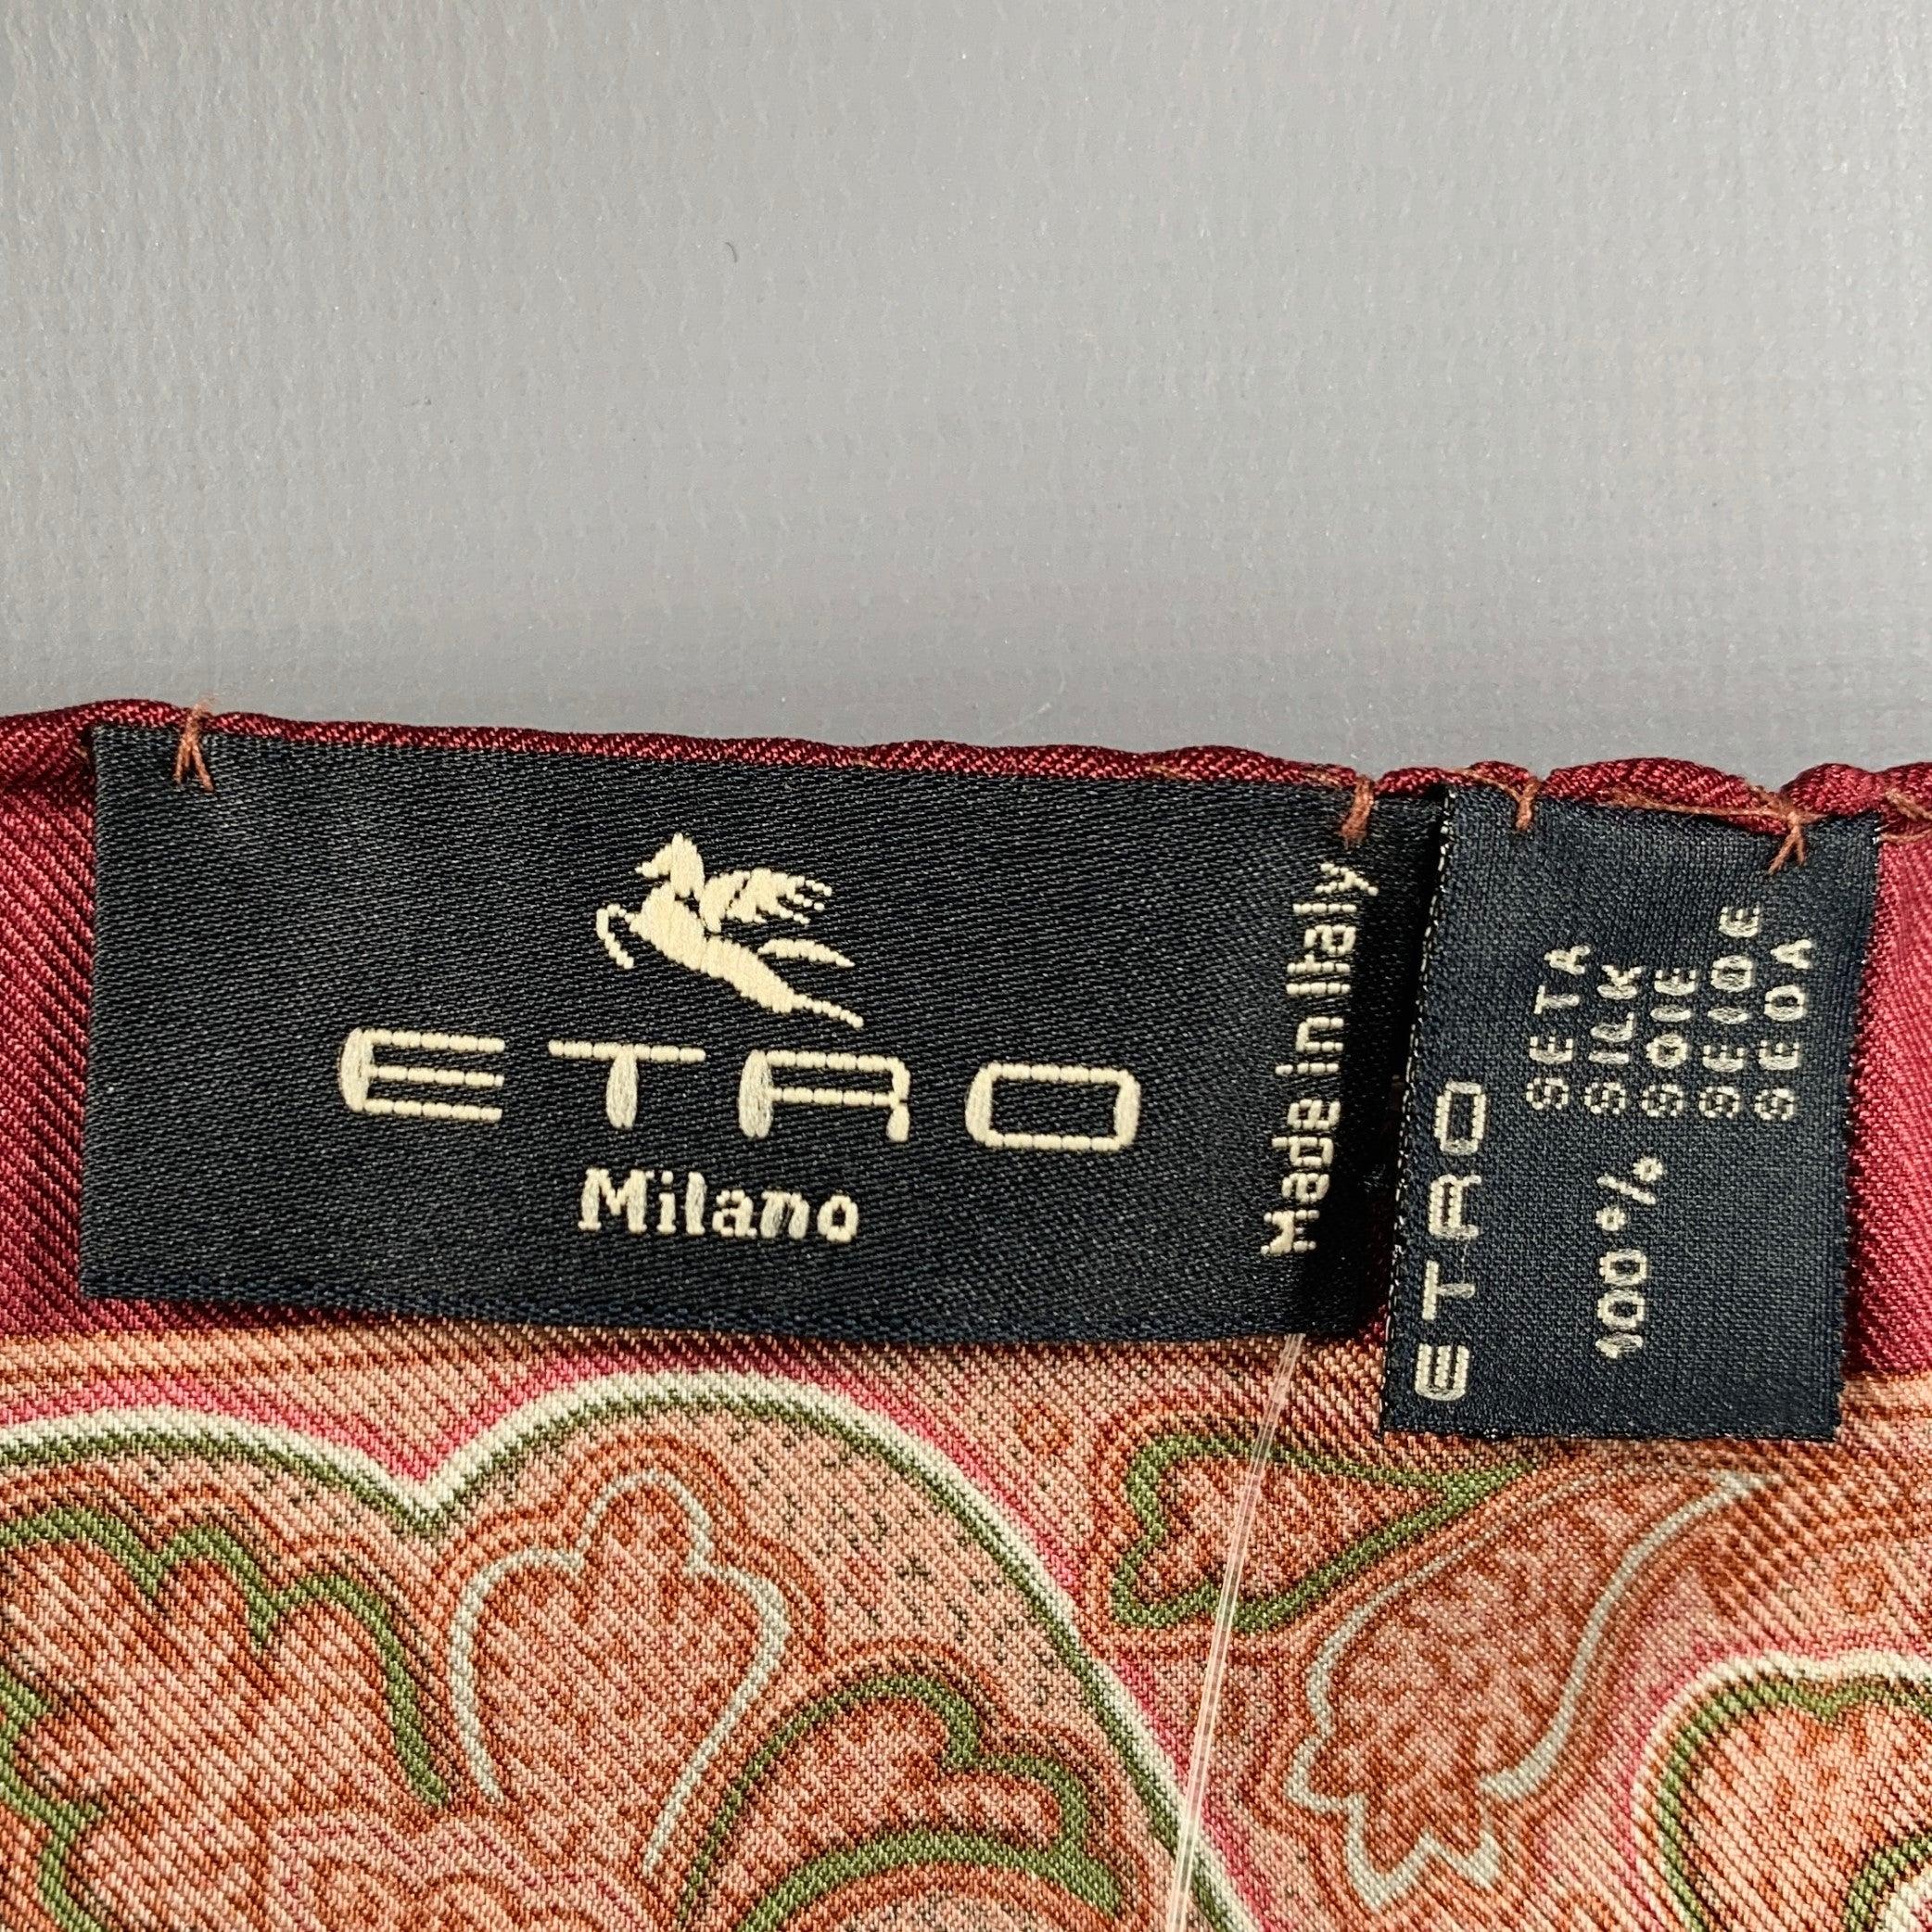 ETRO
Milano
Made in Italy
ETRO
100%
SETA
SILK
SOIE
SEIDE
SEDA